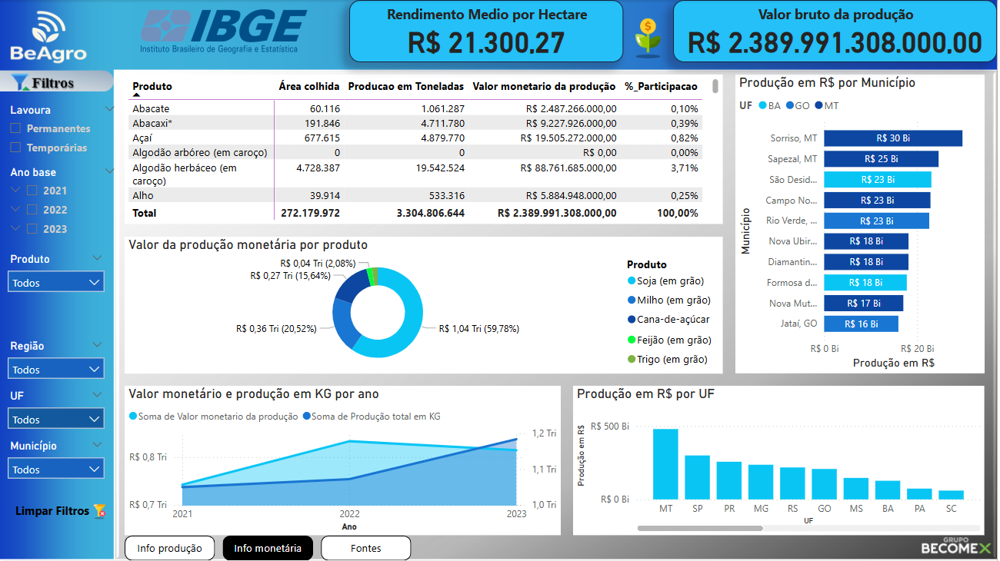 BeAgro
IBGE
Instituto Brasileiro de Geografia e Estatística
Rendimento Medio por Hectare
R$ 21.300,27
Valor bruto da produção
R$ 2.389.991.308.000,00
Filtros
Lavoura
Permanentes
Temporárias
Ano base
2021
2022
2023
Produto
Todos
Região
Todos
UF
Todos
Município
Todos
Limpar Filtros
Produto Área colhida Producao em Toneladas Valor monetario da produção %_Participacao
Abacate 60.116 1.061.287 R$ 2.487.266.000,00 0,10%
Abacaxi* 191.846 4.711.780 R$ 9.227.926.000,00 0,39%
Açaí 677.615 4.879.770 R$ 19.505.272.000,00 0,82%
Algodão arbóreo (em caroço) 0 0 R$ 0,00 0,00%
Algodão herbáceo (em 4.728.387 19.542.524 R$ 88.761.685.000,00 3,71%
caroço)
Alho 39.914 533.316 R$ 5.884.948.000,00 0,25%
Total 272.179.972 3.304.806.644 R$ 2.389.991.308.000,00 100,00%
Valor da produção monetária por produto
R$ 0,04 Tri (2,08%)
R$ 0,27 Tri (15,64%)
R$ 0,36 Tri (20,52%)
R$ 1,04 Tri (59,78%)
Produto
Soja (em grão)
Milho (em grão)
Cana-de-açúcar
Feijão (em grão)
Trigo (em grão)
Produção em R$ por Município
UF BA GO MT
Município
Sorriso, MT R$ 30 Bi
Sapezal, MT R$ 25 Bi
São Desid... R$ 23 Bi
Campo No... R$ 23 Bi
Rio Verde, ... R$ 23 Bi
Nova Ubir... R$ 18 Bi
Diamantin... R$ 18 Bi
Formosa d... R$ 18 Bi
Nova Mut... R$ 17 Bi
Jataí, GO R$ 16 Bi
R$ 0 Bi R$ 20 Bi
Produção em R$
Valor monetário e produção em KG por ano
Soma de Valor monetario da produção Soma de Produção total em KG
R$ 0,8 Tri
R$ 0,7 Tri
1,2 Tri
1,1 Tri
1,0 Tri
2021 2022 2023
Ano
Produção em R$ por UF
Produção em R$
R$ 500 Bi
R$ 0 Bi
MT SP PR MG RS GO MS BA PA SC
UF
Info produção
Info monetária
Fontes
GRUPO
BECOMEX